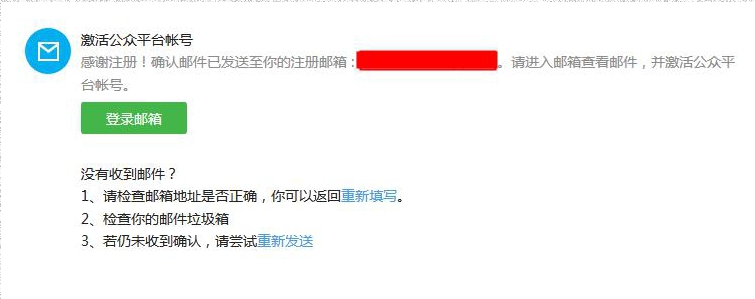 激活公众平台帐号
感谢注册！确认邮件已发送至你的注册邮箱：。请进入邮箱查看邮件，并激活公众平
台帐号。
登录邮箱
没有收到邮件？
1、请检查邮箱地址是否正确，你可以返回重新填写。
2、检查你的邮件垃圾箱
3、若仍未收到确认，请尝试重新发送